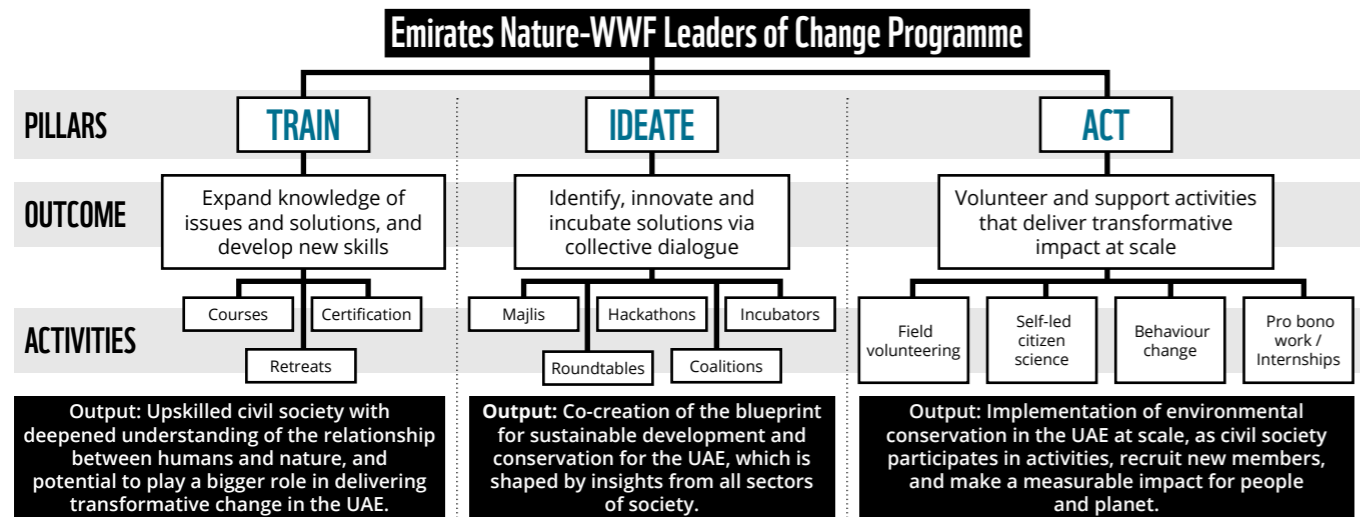 Emirates Nature-WWF Leaders of Change Programme
PILLARS
TRAIN
IDEATE
ACT
OUTCOME
Expand knowledge of
issues and solutions, and
develop new skills
Identify, innovate and
incubate solutions via
collective dialogue
Volunteer and support activities
that deliver transformative
impact at scale
ACTIVITIES
Courses
Certification
Retreats
Majlis
Hackathons
Incubators
Roundtables
Coalitions
Field
volunteering
Self-led
citizen
science
Behaviour
change
Pro bono
work /
Internships
Output: Upskilled civil society with
deepened understanding of the relationship
between humans and nature, and
potential to play a bigger role in delivering
transformative change in the UAE.
Output: Co-creation of the blueprint
for sustainable development and
conservation for the UAE, which is
shaped by insights from all sectors
of society.
Output: Implementation of environmental
conservation in the UAE at scale, as civil society
participates in activities, recruit new members,
and make a measurable impact for people
and planet.